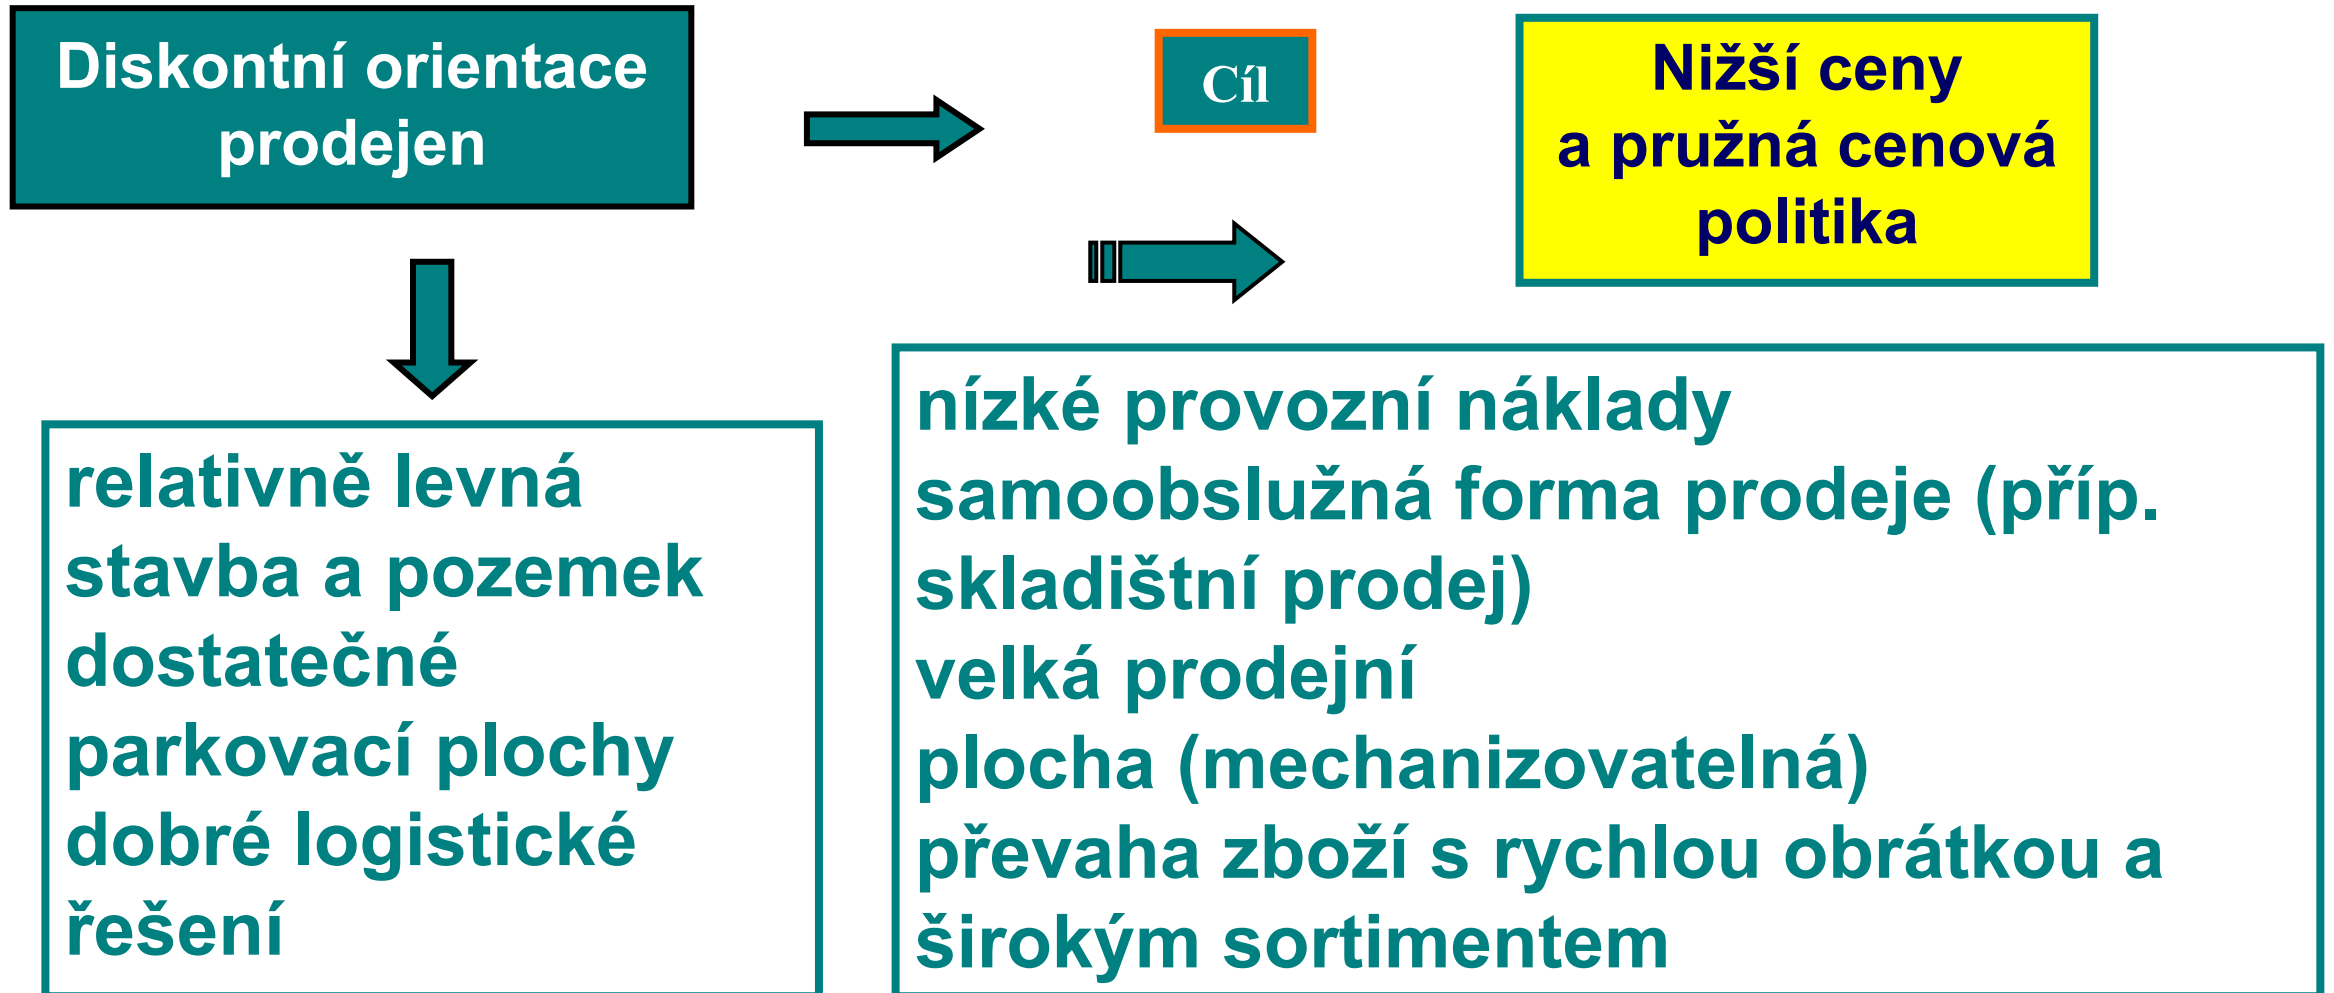 Diskontní orientace
prodejen
Cíl
Nižší ceny
a pružná cenová
politika
relativně levná
stavba a pozemek
dostatečné
parkovací plochy
dobré logistické
řešení
nízké provozní náklady
samoobslužná forma prodeje (příp.
skladištní prodej)
velká prodejní
plocha (mechanizovatelná)
převaha zboží s rychlou obrátkou a
širokým sortimentem